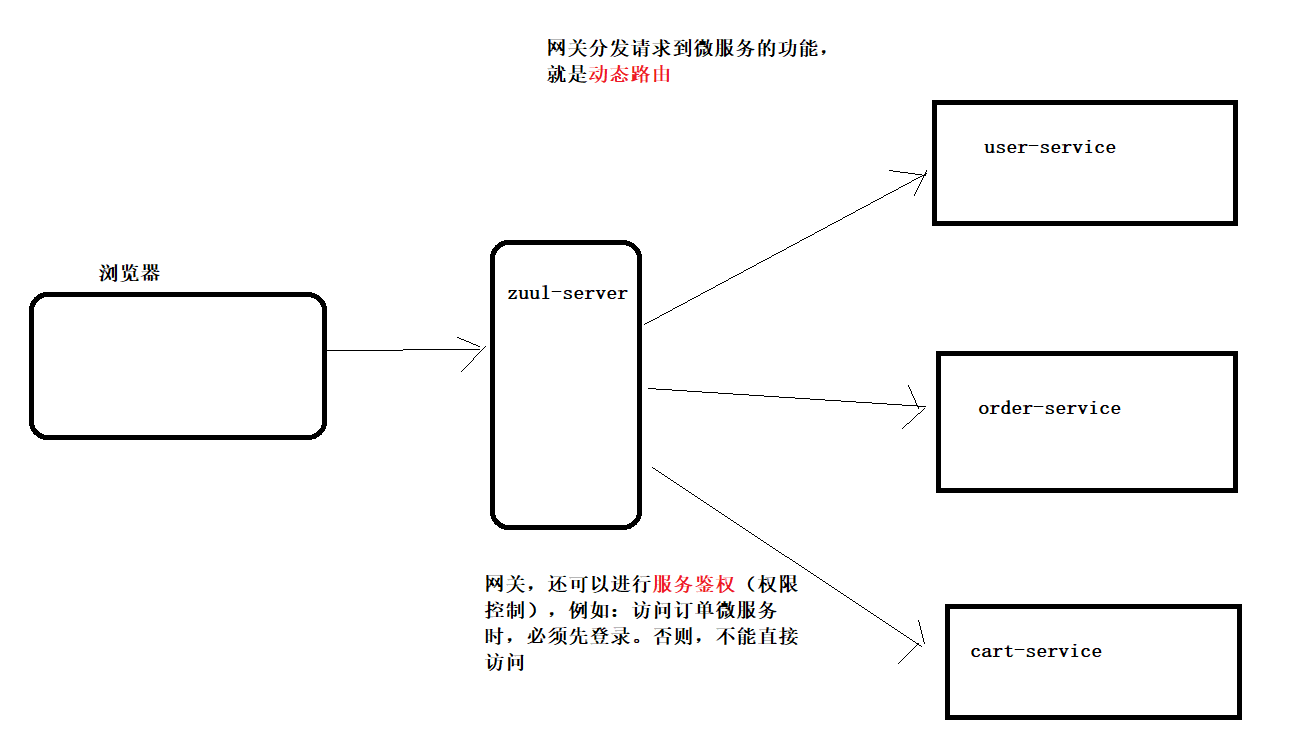 网关分发请求到微服务的功能，
就是动态路由
user-service
浏览器
zuul-server
order-service
网关，还可以进行服务鉴权（权限
控制），例如：访问订单微服务
时，必须先登录。否则，不能直接
访问
cart-service